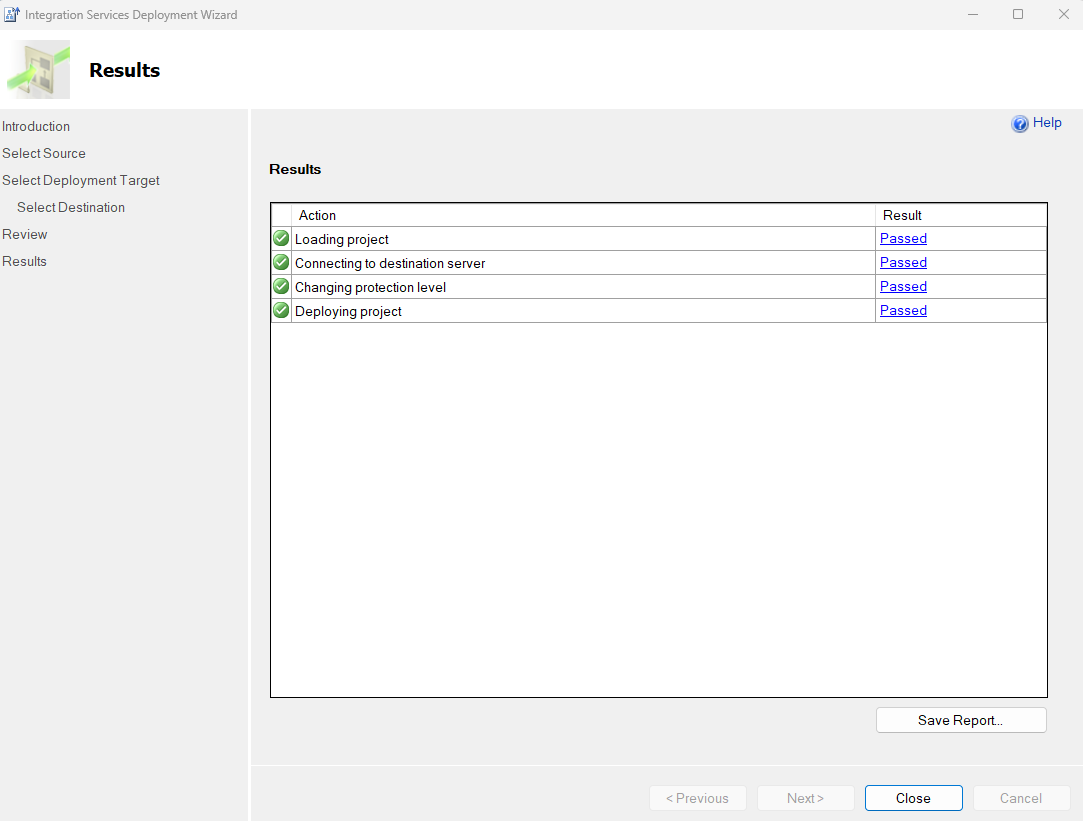 Integration Services Deployment Wizard
Results
Introduction
Select Source
Select Deployment Target
Select Destination
Review
Results
Help
Results
Action Result
Loading project Passed
Connecting to destination server Passed
Changing protection level Passed
Deploying project Passed
Save Report...
< Previous Next > Close Cancel